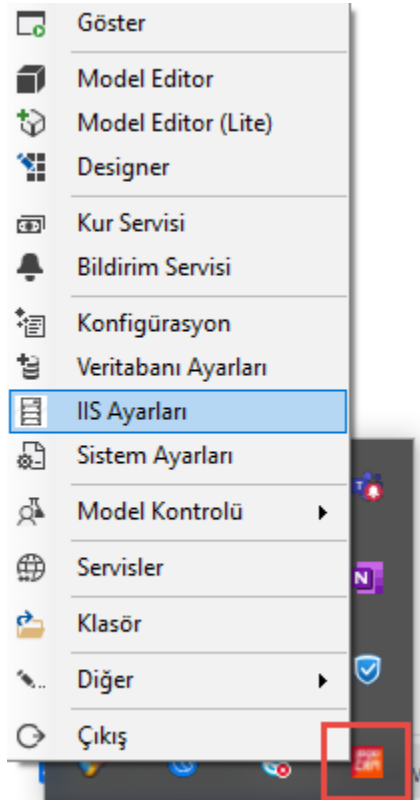 Göster
Model Editor
Model Editor (Lite)
Designer
Kur Servisi
Bildirim Servisi
Konfigürasyon
Veritabanı Ayarları
IIS Ayarları
Sistem Ayarları
Model Kontrolü
Servisler
Klasör
Diğer
Çıkış